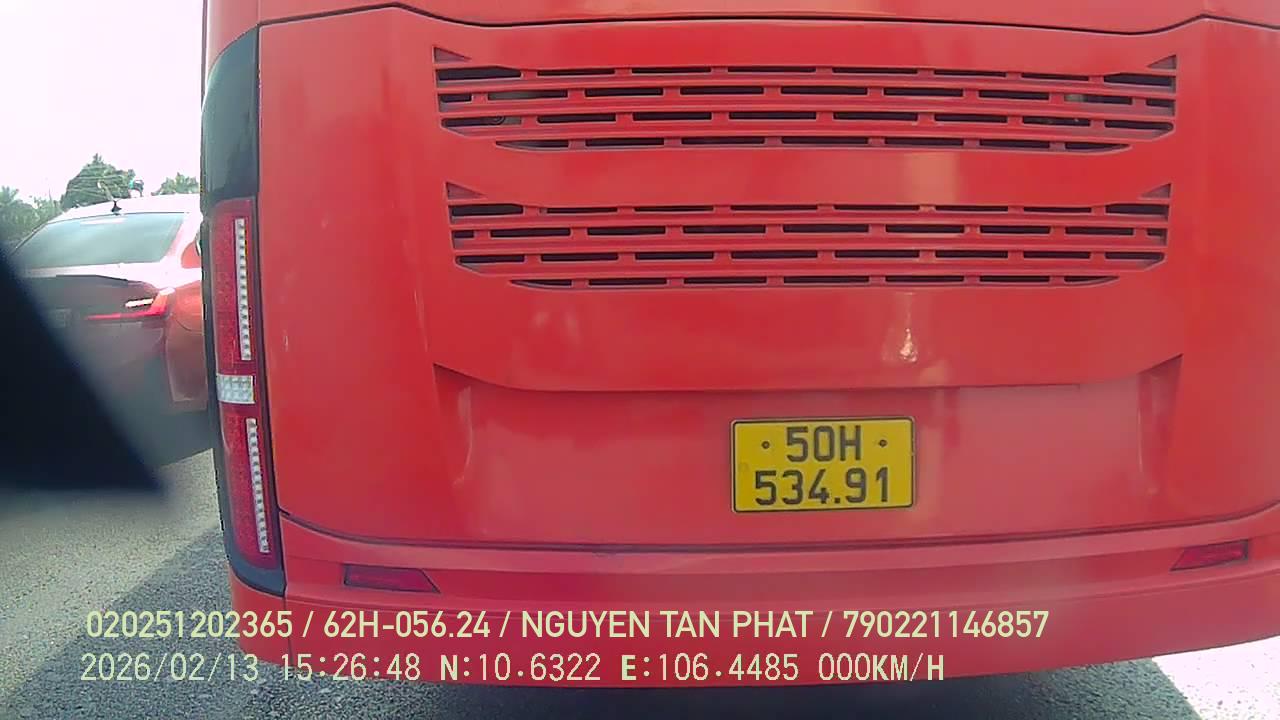 50H
534.91
020251202365 / 62H-056.24 / NGUYEN TAN PHAT / 790221146857
2026/02/13 15:26:48 N:10.6322 E:106.4485 000KM/H